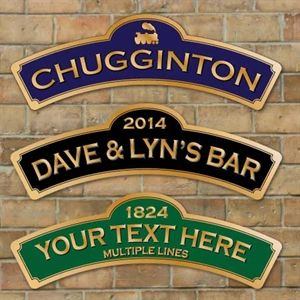 CHUGGINTON
2014
DAVE & LYN'S BAR
1824
YOUR TEXT HERE
MULTIPLE LINES